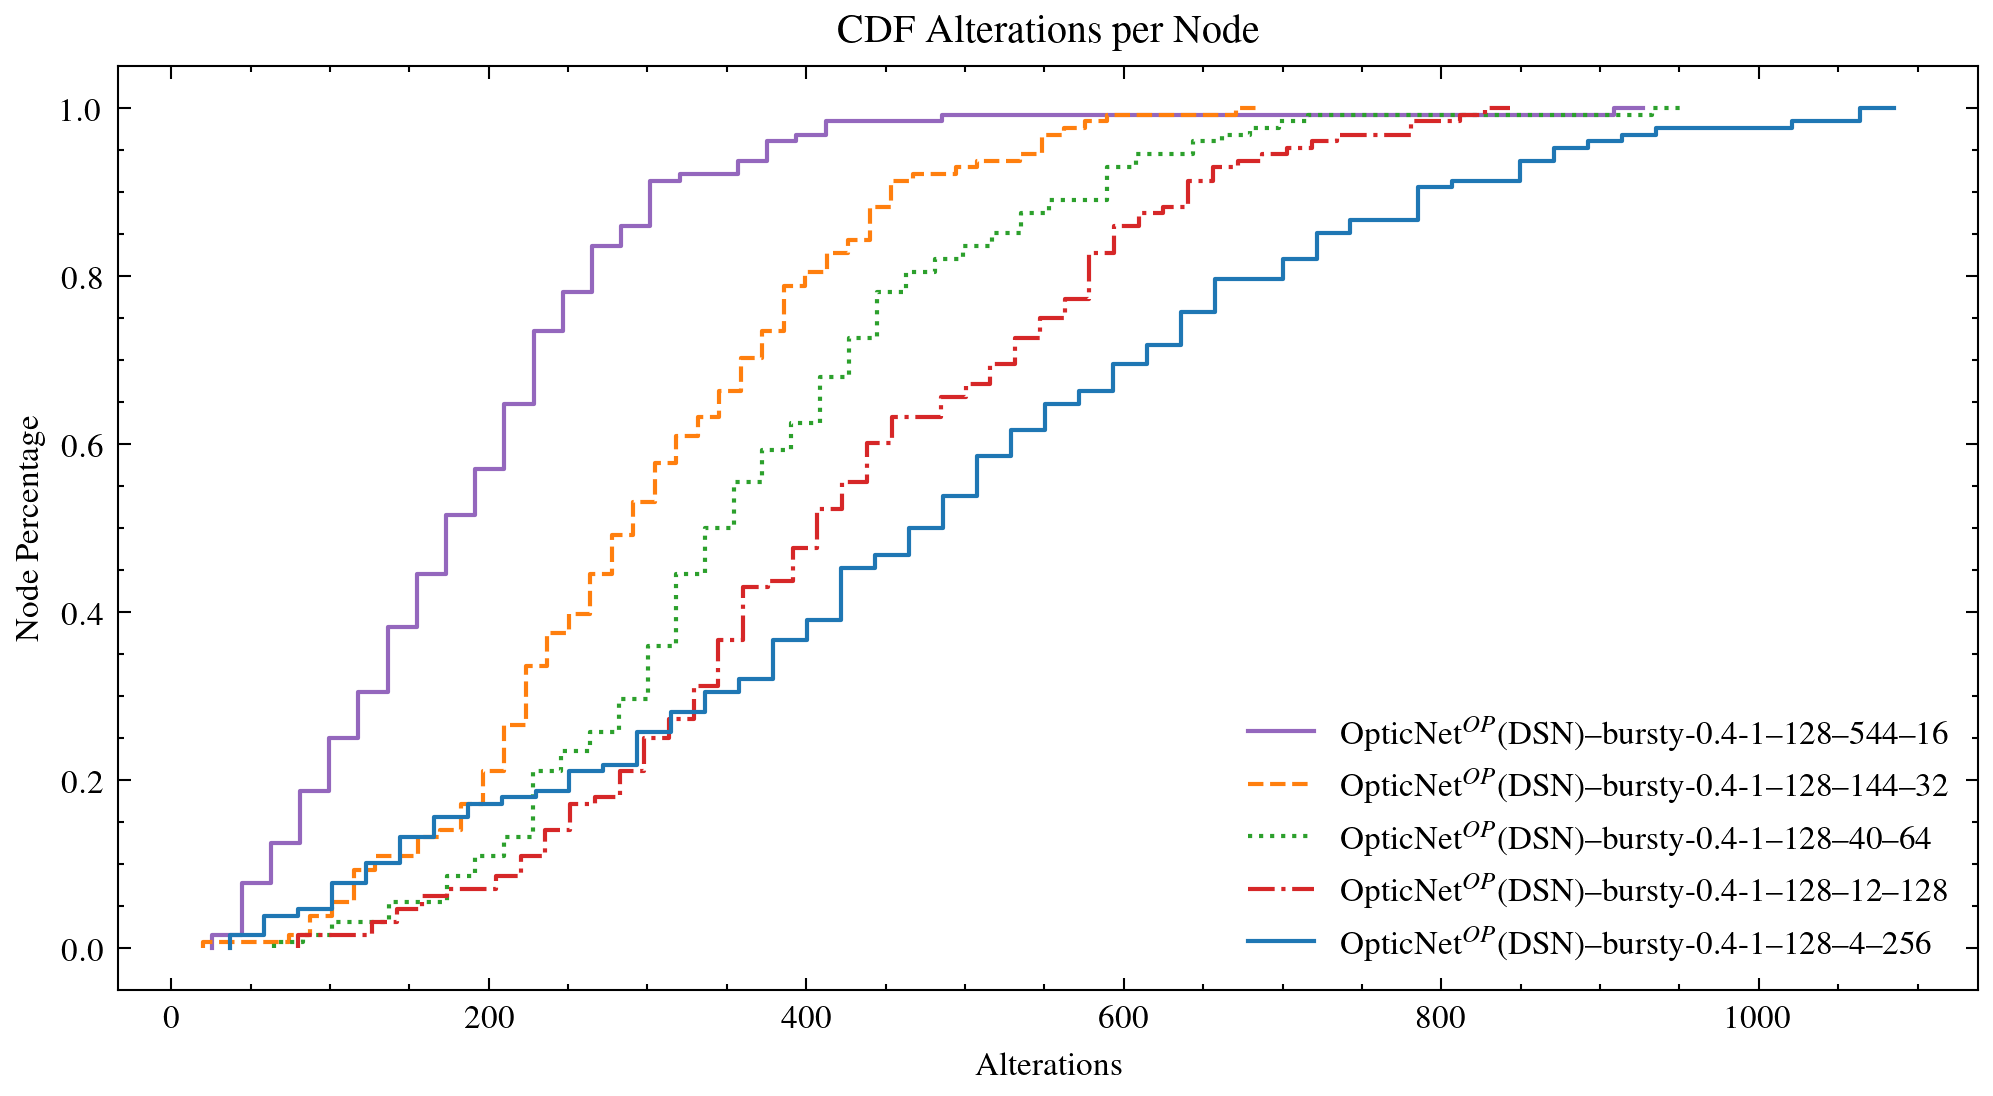 CDF Alterations per Node
1.0
0.8
0.6
0.4
0.2
0.0
Node Percentage
OpticNet^OP(DSN)–bursty-0.4-1–128–544–16
OpticNet^OP(DSN)–bursty-0.4-1–128–144–32
OpticNet^OP(DSN)–bursty-0.4-1–128–40–64
OpticNet^OP(DSN)–bursty-0.4-1–128–12–128
OpticNet^OP(DSN)–bursty-0.4-1–128–4–256
0 200 400 600 800 1000
Alterations